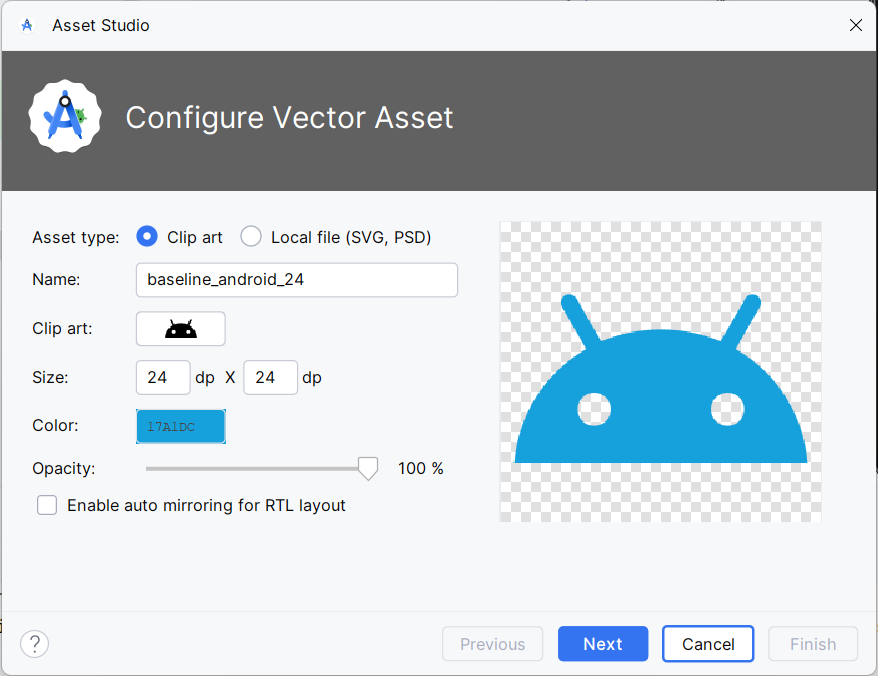 Asset Studio
Configure Vector Asset
Asset type: Clip art Local file (SVG, PSD)
Name: baseline_android_24
Clip art:
Size: 24 dp X 24 dp
Color: 17A1DC
Opacity: 100 %
Enable auto mirroring for RTL layout
? Previous Next Cancel Finish